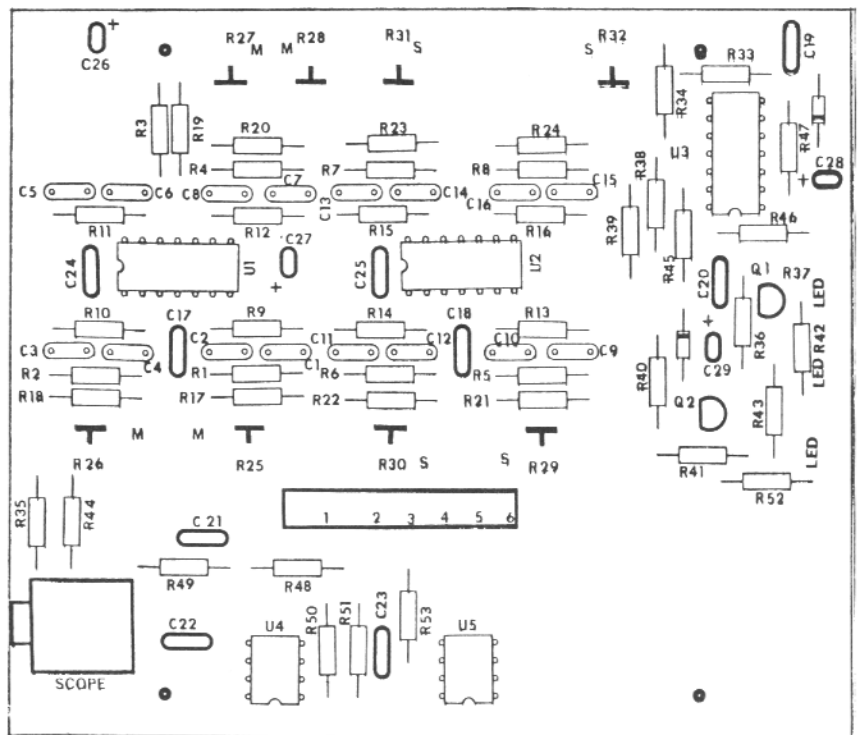 C26 +
R27 M M R28
R31 S
S R32
R33
C19
R34
R3
R19
R20
R23
R24
R47
R4
R7
R8
U3
R38
C28 +
C5
C6
C8
C7
C13
C14
C16
C15
R11
R12
R15
R16
R39
R45
R46
C24
U1
C27 +
C25
U2
C20
Q1
R37
LED
R10
C17
R9
R14
C18
R13
+ C29
R36
R42
C3
C4
C2
C1
C11
C12
C10
C9
R2
R1
R6
R5
R40
LED
R18
R17
R22
R21
Q2
R43
R26 M
M R25
R30 S
S R29
R41
LED
R52
R35
R44
C 21
1 2 3 4 5 6
R49
R48
C22
U4
R50
R51
C23
R53
U5
SCOPE